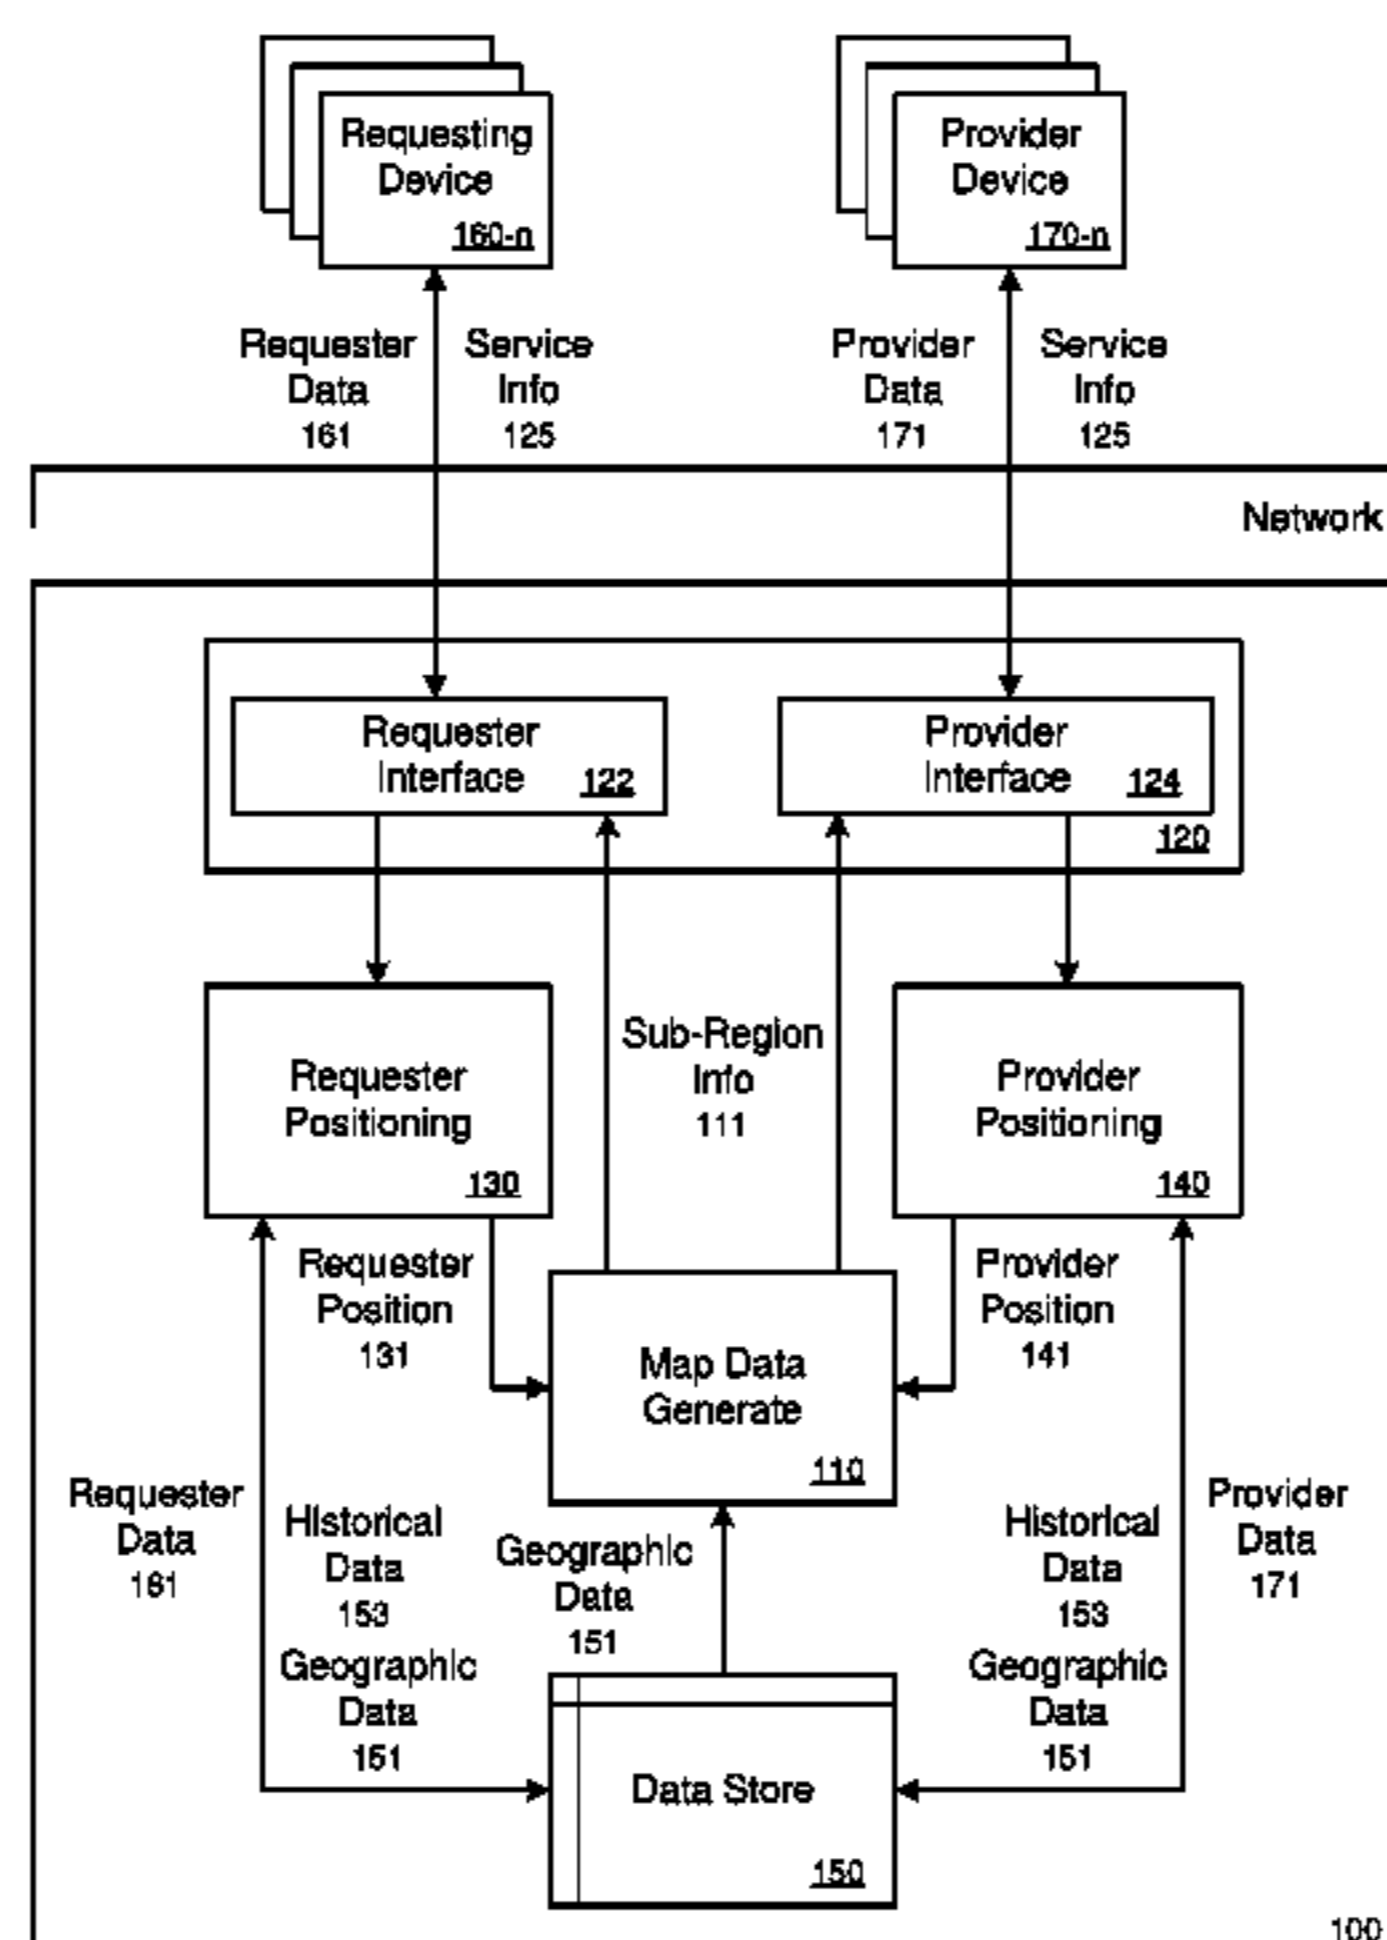 Requesting
Device
160-n
Provider
Device
170-n
Requester
Data
161
Service
Info
125
Provider
Data
171
Service
Info
125
Network
Requester
Interface 122
Provider
Interface 124
120
Requester
Positioning
130
Sub-Region
Info
111
Provider
Positioning
140
Requester
Position
131
Provider
Position
141
Map Data
Generate
110
Requester
Data
161
Historical
Data
153
Geographic
Data
151
Geographic
Data
151
Historical
Data
153
Geographic
Data
151
Provider
Data
171
Data Store
150
100